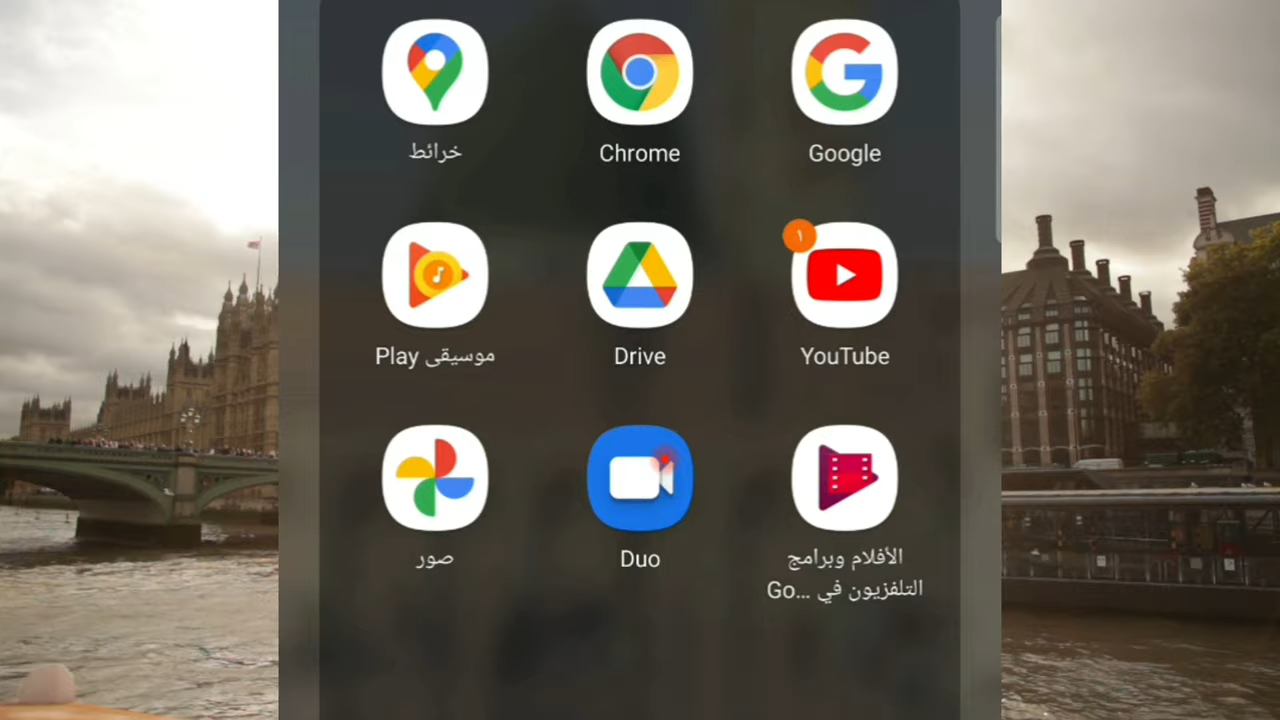 Google
Chrome
خرائط
١
YouTube
Drive
موسيقى Play
الأفلام وبرامج
التلفزيون في Go...
Duo
صور